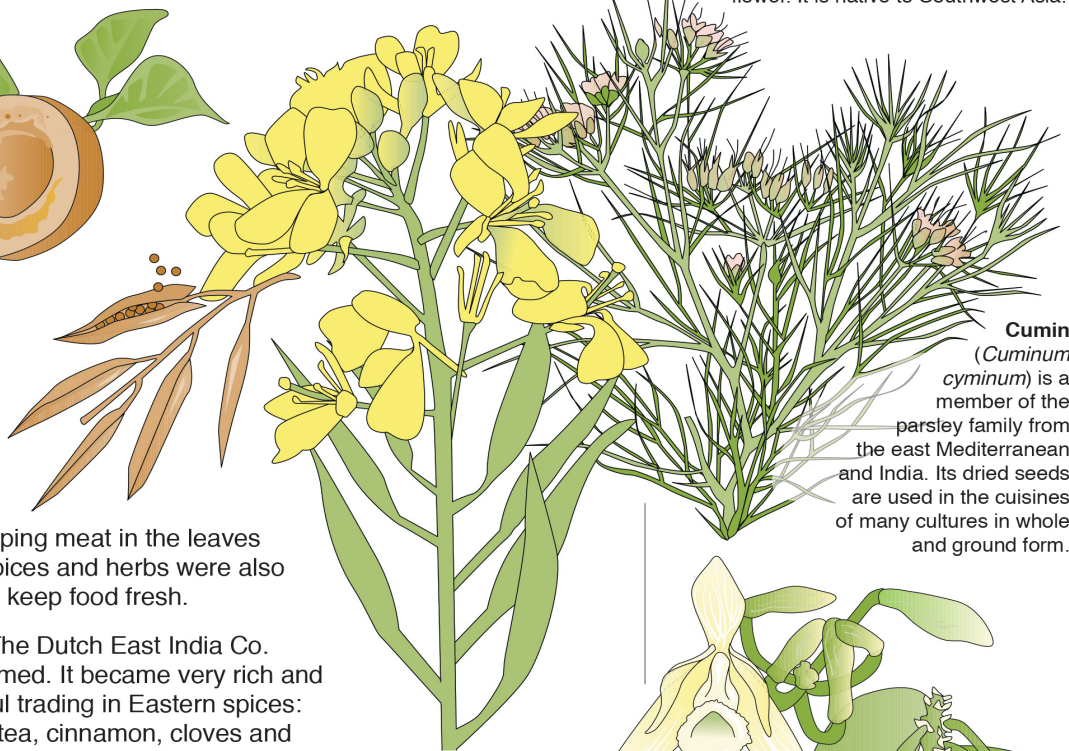 flower. It is native to Southwest Asia.
Cumin
(Cuminum
cyminum) is a
member of the
parsley family from
the east Mediterranean
and India. Its dried seeds
are used in the cuisines
of many cultures in whole
and ground form.
ping meat in the leaves
pices and herbs were also
keep food fresh.
The Dutch East India Co.
med. It became very rich and
ul trading in Eastern spices:
tea, cinnamon, cloves and